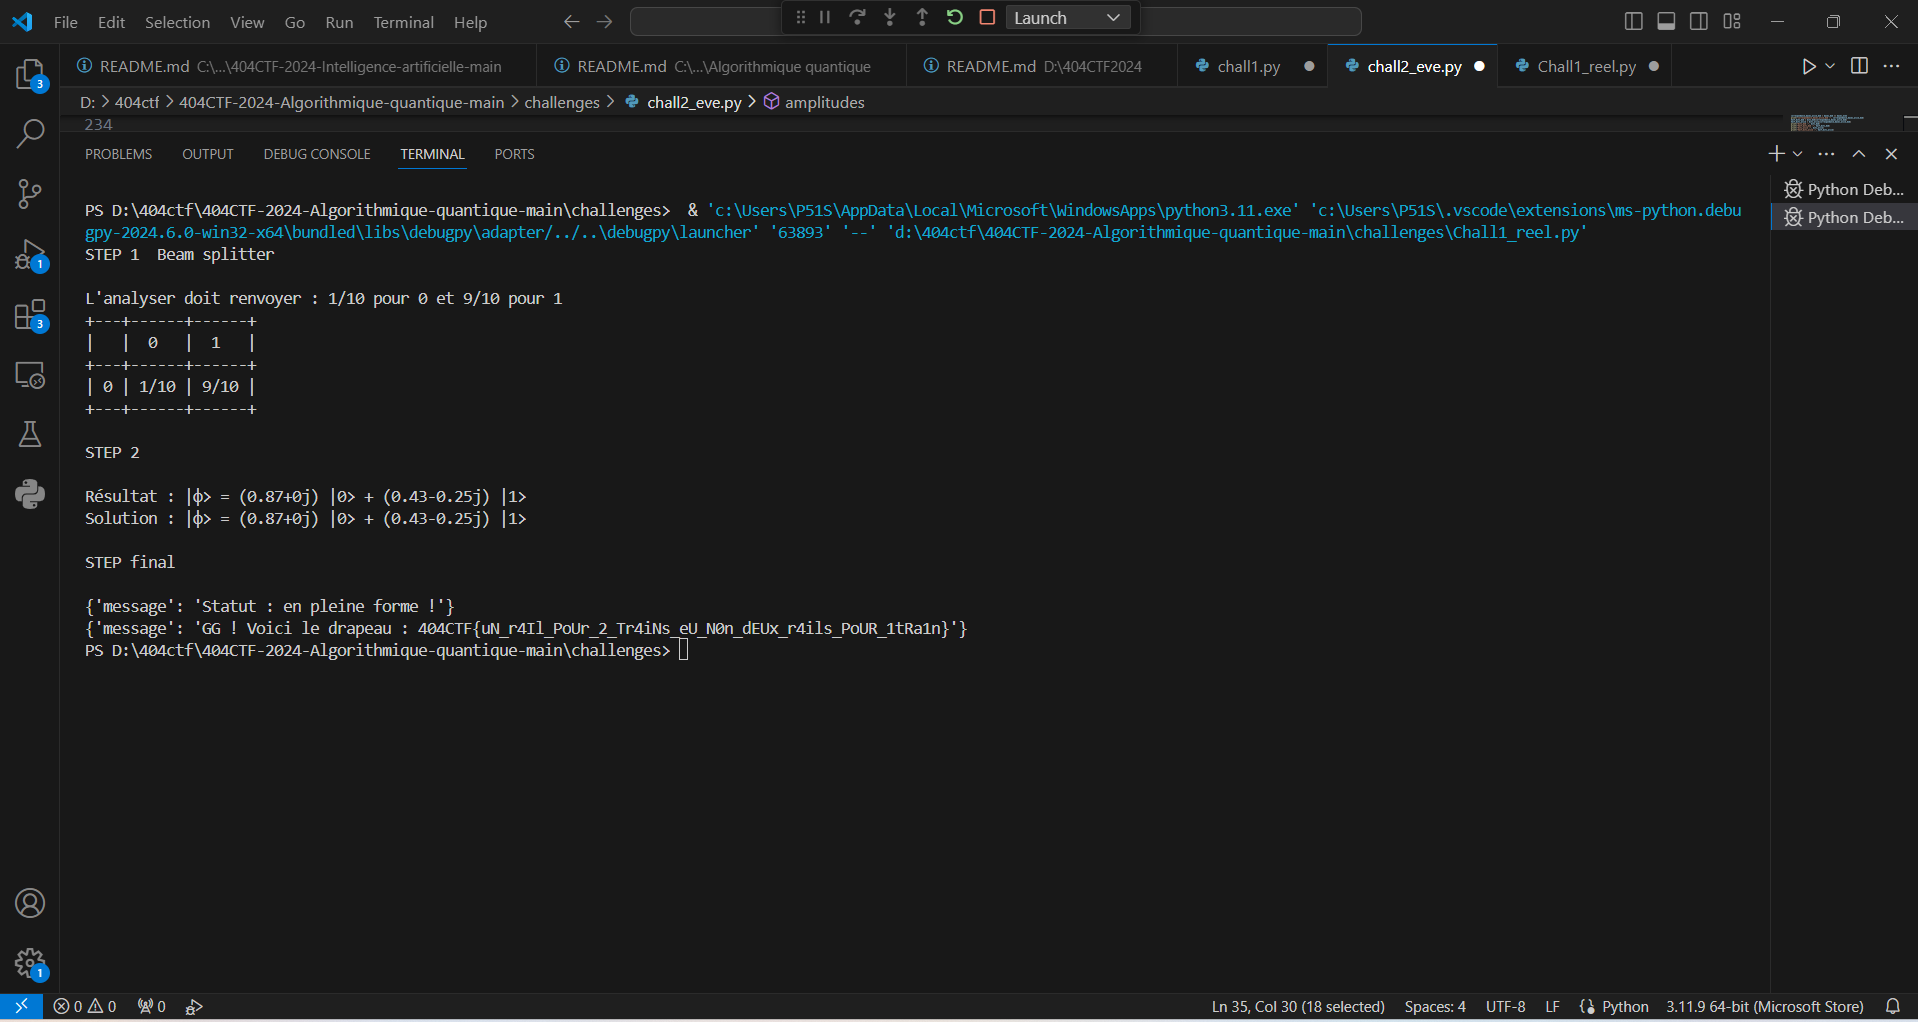 File Edit Selection View Go Run Terminal Help Launch
README.md C:\...\404CTF-2024-Intelligence-artificielle-main README.md C:\...\Algorithmique quantique README.md D:\404CTF2024 chall1.py chall2_eve.py Chall1_reel.py
D: > 404ctf > 404CTF-2024-Algorithmique-quantique-main > challenges > chall2_eve.py > amplitudes
234
PROBLEMS OUTPUT DEBUG CONSOLE TERMINAL PORTS
Python Deb...
Python Deb...
PS D:\404ctf\404CTF-2024-Algorithmique-quantique-main\challenges> & 'c:\Users\P51S\AppData\Local\Microsoft\WindowsApps\python3.11.exe' 'c:\Users\P51S\.vscode\extensions\ms-python.debu
gpy-2024.6.0-win32-x64\bundled\libs\debugpy\adapter/../..\debugpy\launcher' '63893' '--' 'd:\404ctf\404CTF-2024-Algorithmique-quantique-main\challenges\Chall1_reel.py'
STEP 1  Beam splitter
L'analyser doit renvoyer : 1/10 pour 0 et 9/10 pour 1
+---+------+------+
|   |  0   |  1   |
+---+------+------+
| 0 | 1/10 | 9/10 |
+---+------+------+
STEP 2
Résultat : |ϕ> = (0.87+0j) |0> + (0.43-0.25j) |1>
Solution : |ϕ> = (0.87+0j) |0> + (0.43-0.25j) |1>
STEP final
{'message': 'Statut : en pleine forme !'}
{'message': 'GG ! Voici le drapeau : 404CTF{uN_r4Il_PoUr_2_Tr4iNs_eU_N0n_dEUx_r4ils_PoUR_1tRa1n}'}
PS D:\404ctf\404CTF-2024-Algorithmique-quantique-main\challenges>
3
1
3
1
0 0 0 Ln 35, Col 30 (18 selected) Spaces: 4 UTF-8 LF Python 3.11.9 64-bit (Microsoft Store)